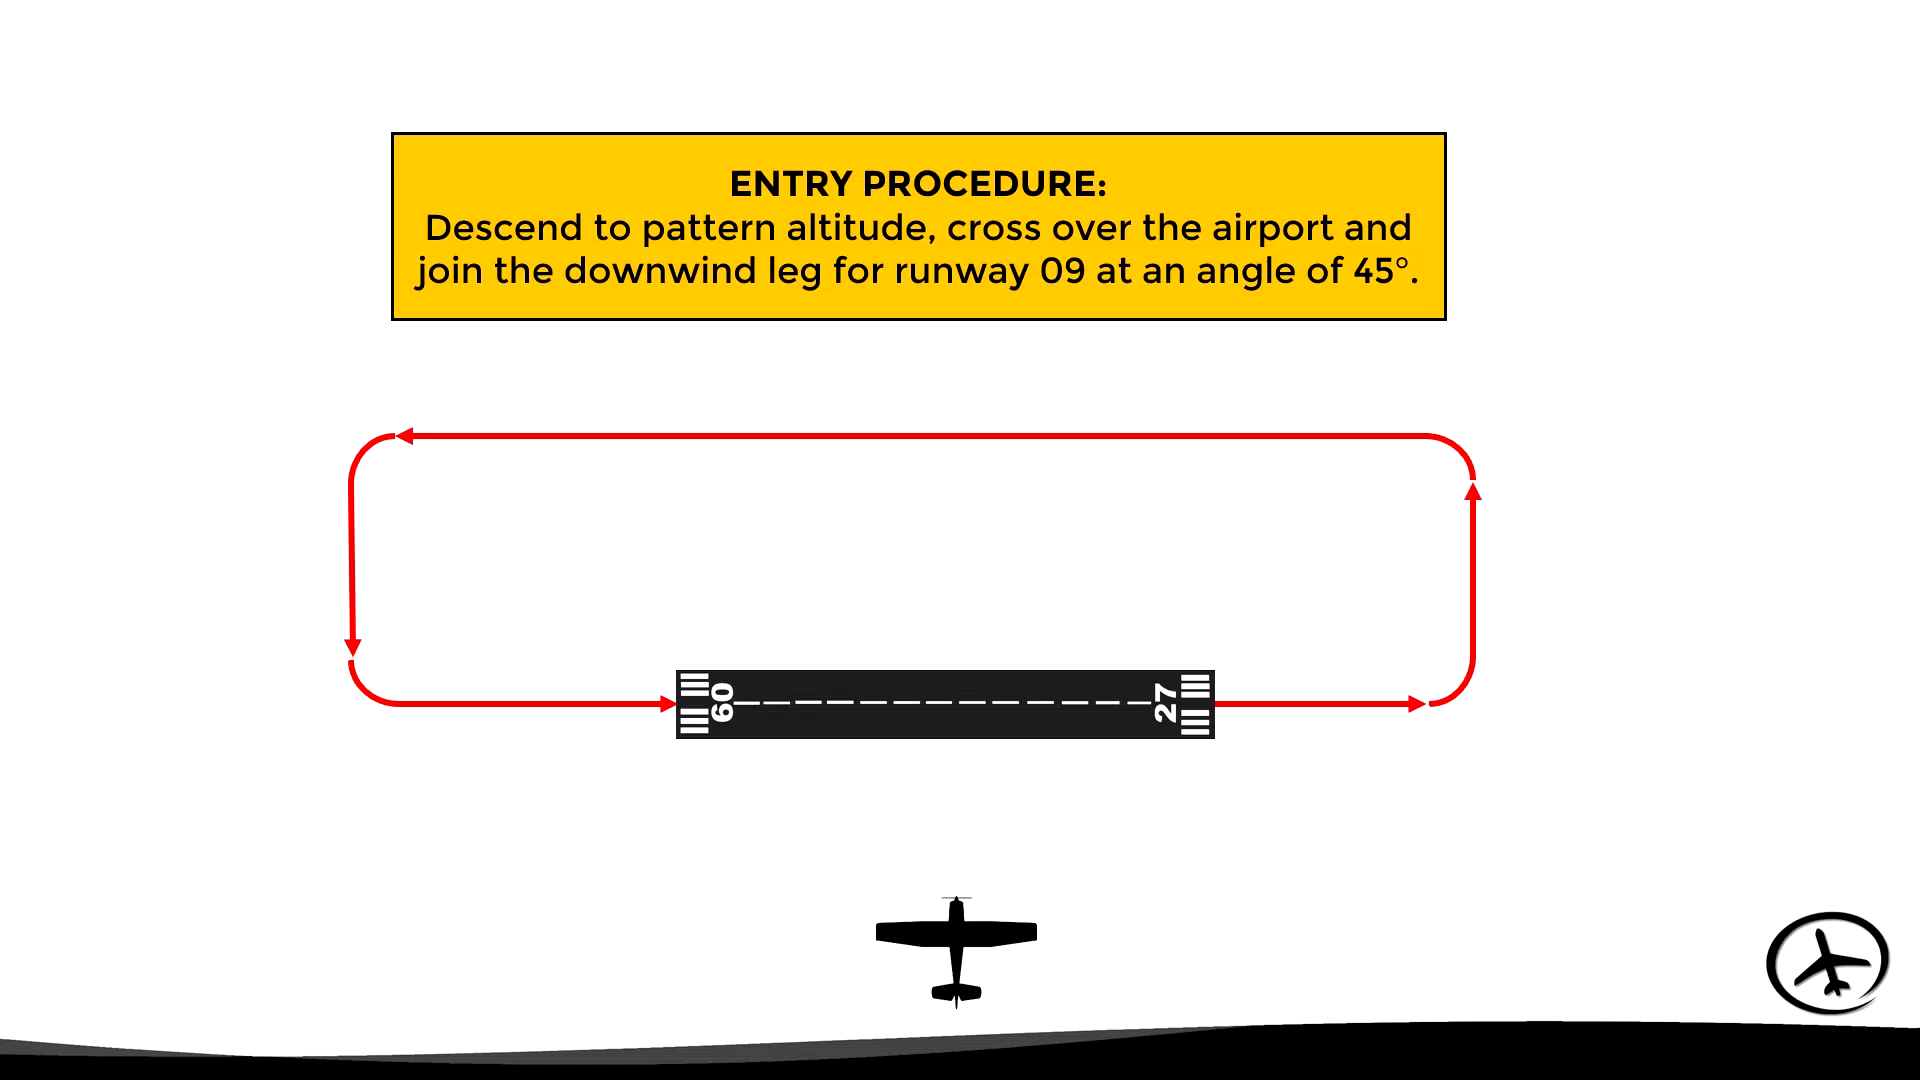 ENTRY PROCEDURE:
Descend to pattern altitude, cross over the airport and
join the downwind leg for runway 09 at an angle of 45°.
09
27